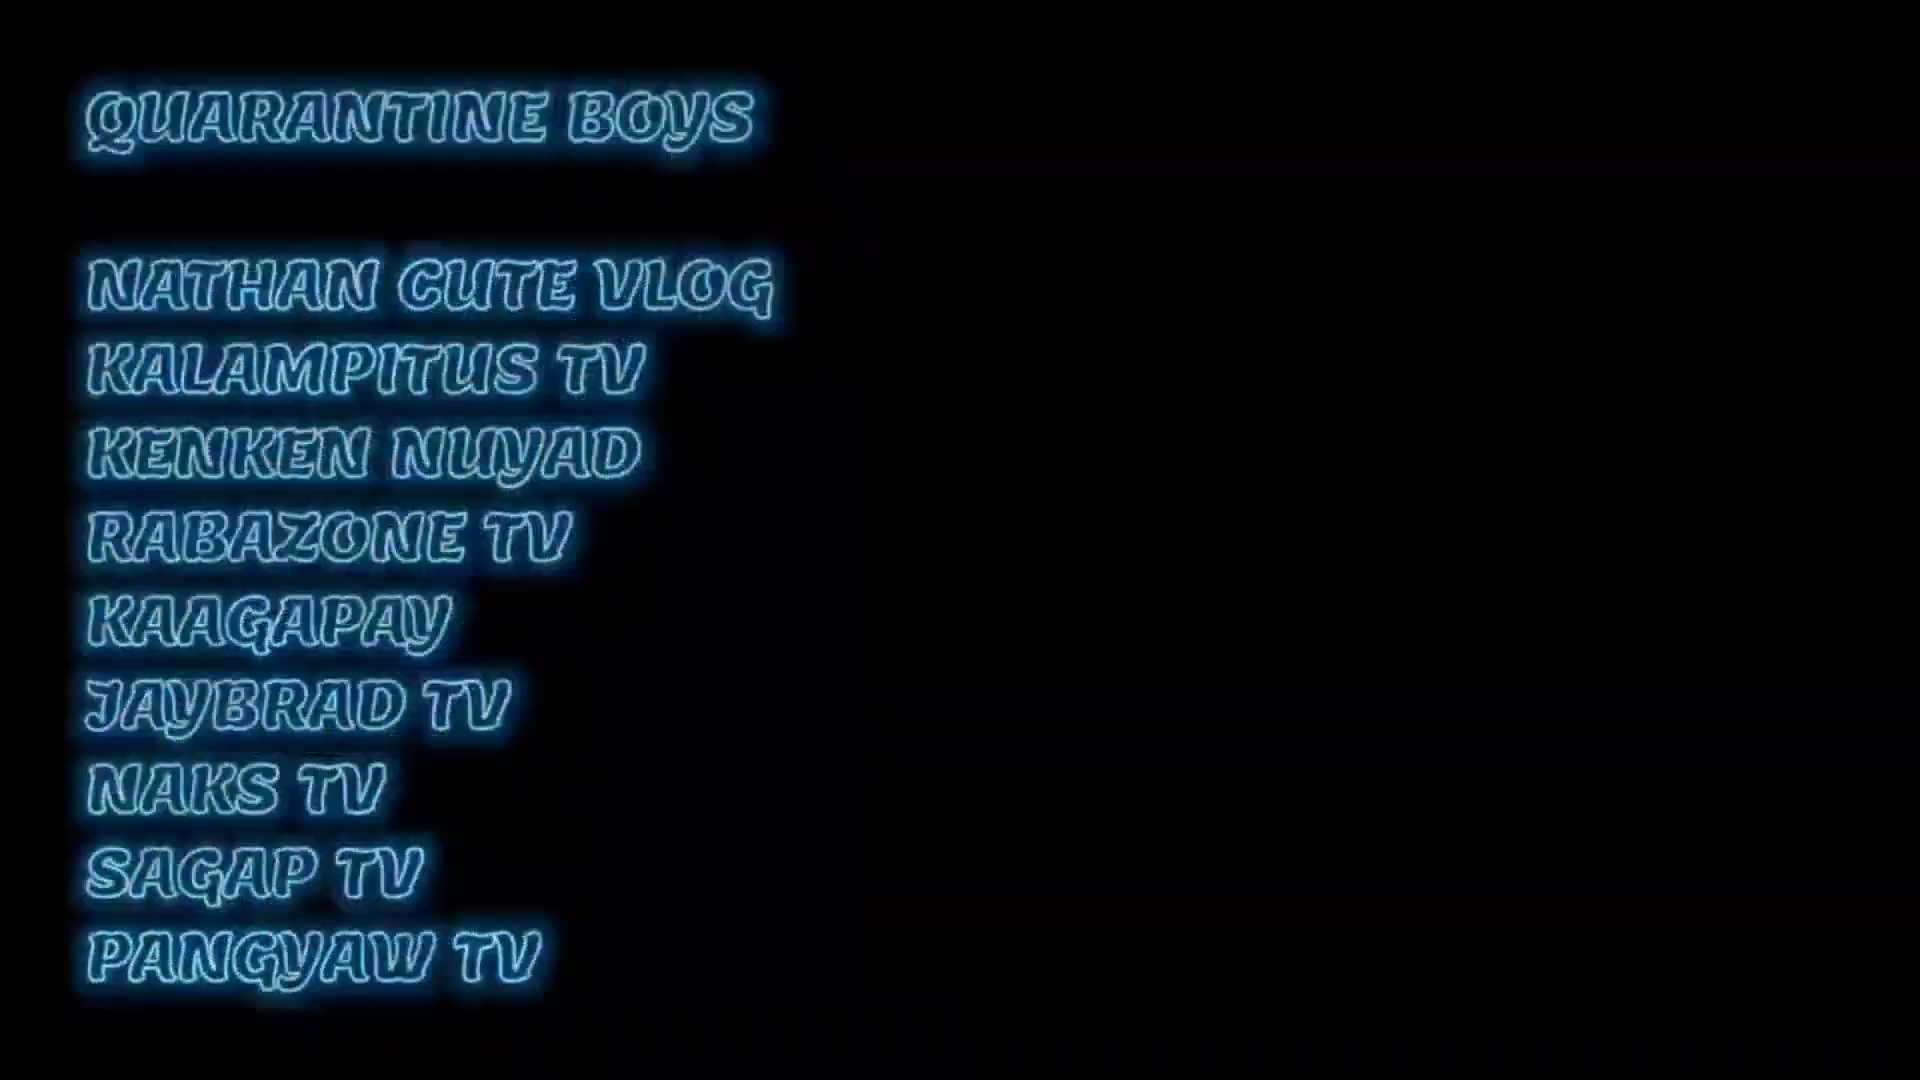 QUARANTINE BOYS
NATHAN CUTE VLOG
KALAMPITUS TV
KENKEN NUYAD
RABAZONE TV
KAAGAPAY
JAYBRAD TV
NAKS TV
SAGAP TV
PANGYAW TV